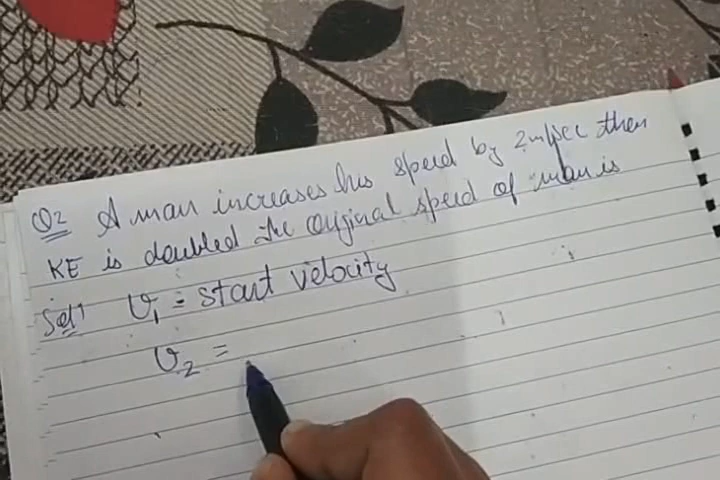 Q2 A man increases his speed by 2m/sec then
KE is doubled the original speed of man is
Soln V1 = start velocity
V2 =